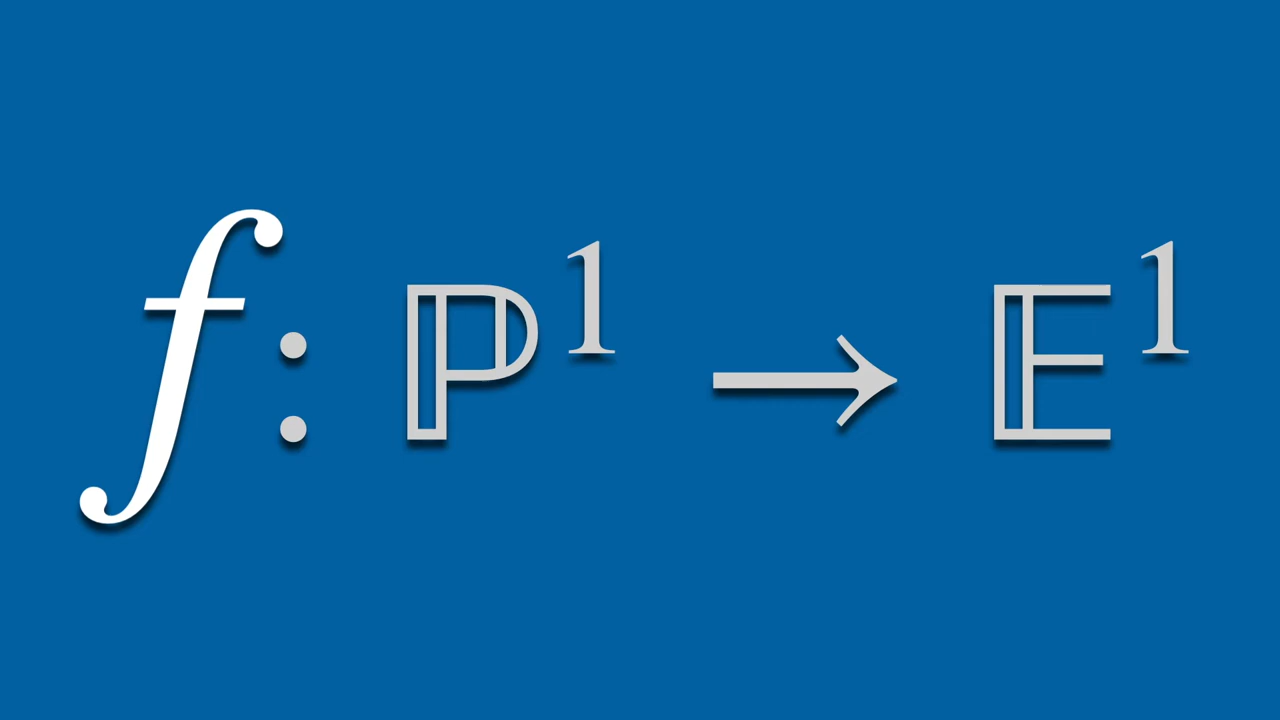 f : ℙ¹ → 𝔼¹